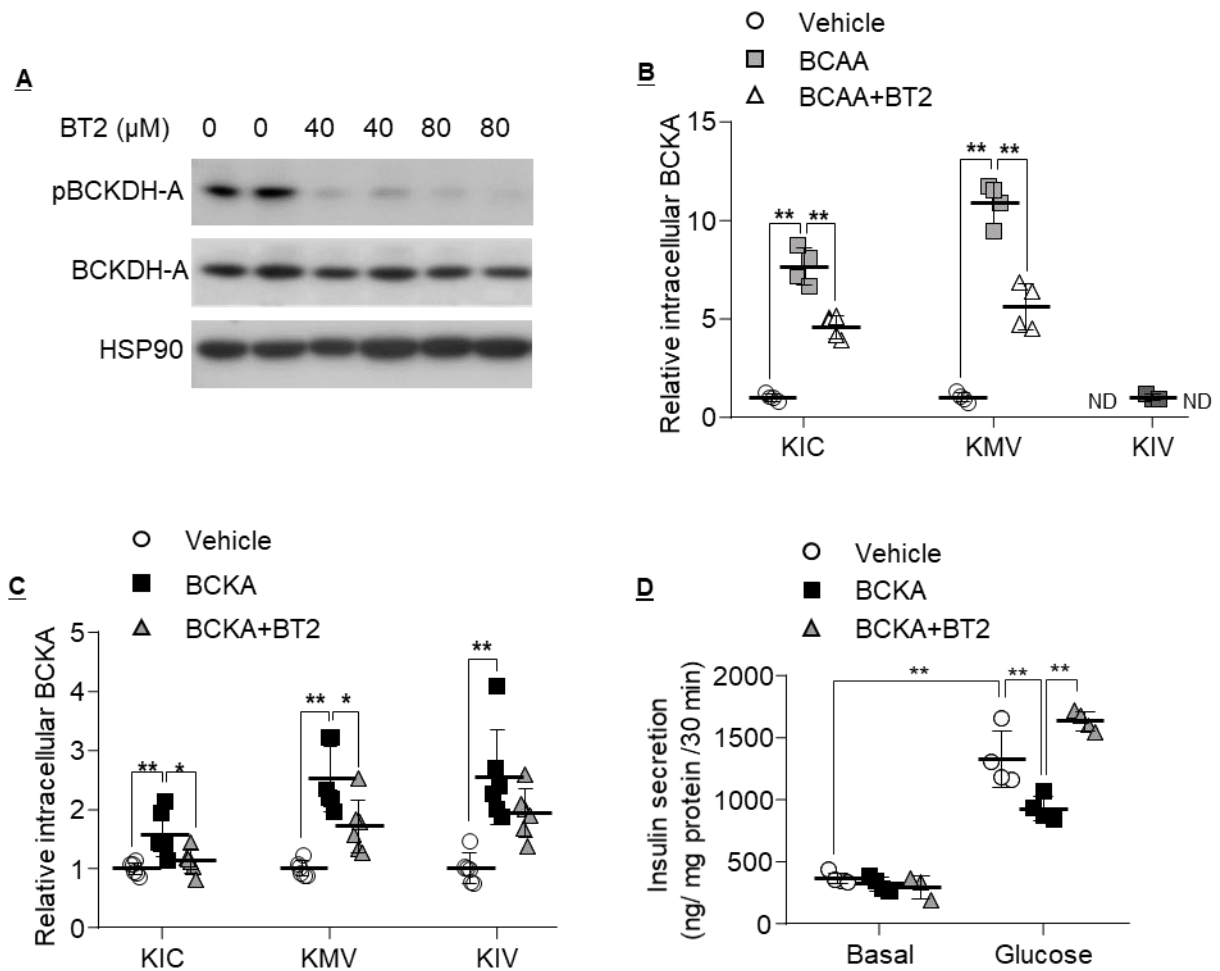 A
BT2 (µM) 0 0 40 40 80 80
pBCKDH-A
BCKDH-A
HSP90
B
Vehicle
BCAA
BCAA+BT2
Relative intracellular BCKA
15
10
5
0
** **
** **
ND ND
KIC KMV KIV
C
Vehicle
BCKA
BCKA+BT2
Relative intracellular BCKA
5
4
3
2
1
0
** *
** *
**
KIC KMV KIV
D
Vehicle
BCKA
BCKA+BT2
Insulin secretion
(ng/ mg protein /30 min)
2000
1500
1000
500
0
** ** **
Basal Glucose